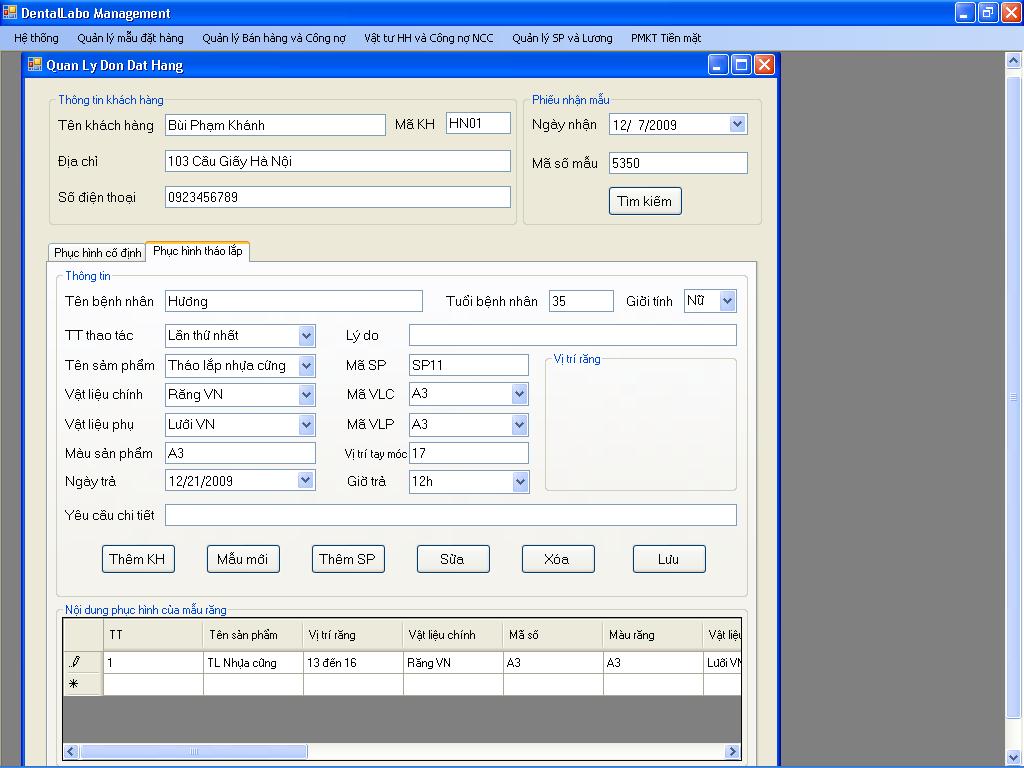 DentalLabo Management
Hệ thống Quản lý mẫu đặt hàng Quản lý Bán hàng và Công nợ Vật tư HH và Công nợ NCC Quản lý SP và Lương PMKT Tiền mặt
Quan Ly Don Dat Hang
Thông tin khách hàng
Tên khách hàng Bùi Phạm Khánh Mã KH HN01
Địa chỉ 103 Cầu Giấy Hà Nội
Số điện thoại 0923456789
Phiếu nhận mẫu
Ngày nhận 12/ 7/2009
Mã số mẫu 5350
Tìm kiếm
Phục hình cố định Phục hình tháo lắp
Thông tin
Tên bệnh nhân Hương Tuổi bệnh nhân 35 Giời tính Nữ
TT thao tác Lần thứ nhất Lý do
Tên sảm phẩm Tháo lắp nhựa cứng Mã SP SP11
Vị trí răng
Vật liệu chính Răng VN Mã VLC A3
Vật liệu phụ Lưới VN Mã VLP A3
Màu sản phẩm A3 Vị trí tay móc 17
Ngày trả 12/21/2009 Giờ trả 12h
Yêu cầu chi tiết
Thêm KH Mẫu mới Thêm SP Sửa Xóa Lưu
Nội dung phục hình của mẫu răng
TT Tên sản phẩm Vị trí răng Vật liệu chính Mã số Màu răng Vật liệu
1 TL Nhựa cứng 13 đến 16 Răng VN A3 A3 Lưới VN